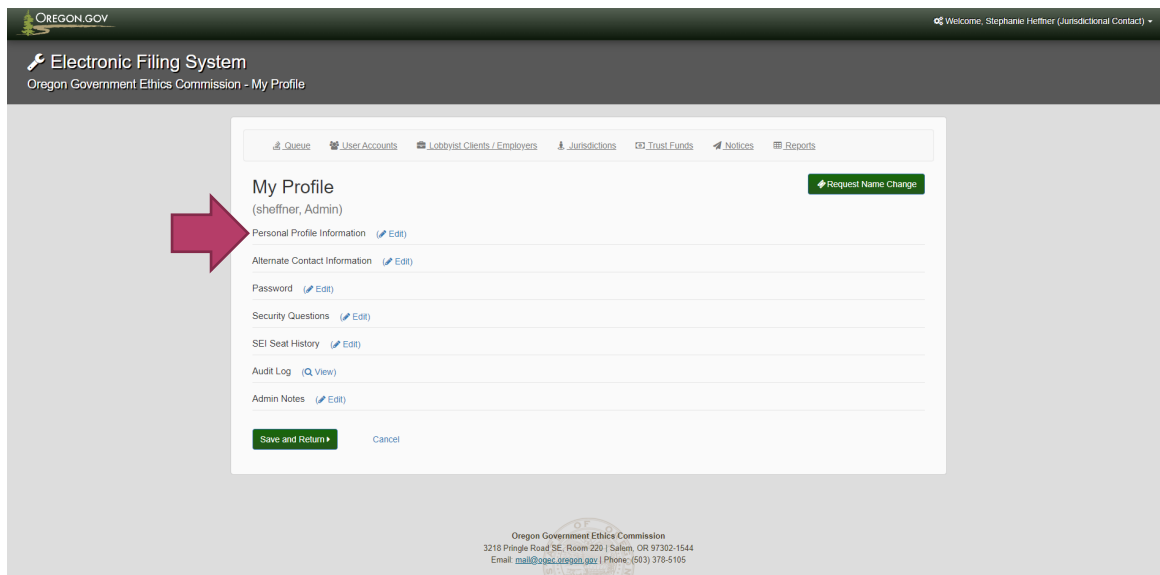 OREGON.GOV
Welcome, Stephanie Heffner (Jurisdictional Contact)
Electronic Filing System
Oregon Government Ethics Commission - My Profile
Queue User Accounts Lobbyist Clients / Employers Jurisdictions Trust Funds Notices Reports
My Profile
Request Name Change
(sheffner, Admin)
Personal Profile Information (Edit)
Alternate Contact Information (Edit)
Password (Edit)
Security Questions (Edit)
SEI Seat History (Edit)
Audit Log (View)
Admin Notes (Edit)
Save and Return Cancel
Oregon Government Ethics Commission
3218 Pringle Road SE, Room 220 | Salem, OR 97302-1544
Email: mail@ogec.oregon.gov | Phone: (503) 378-5105